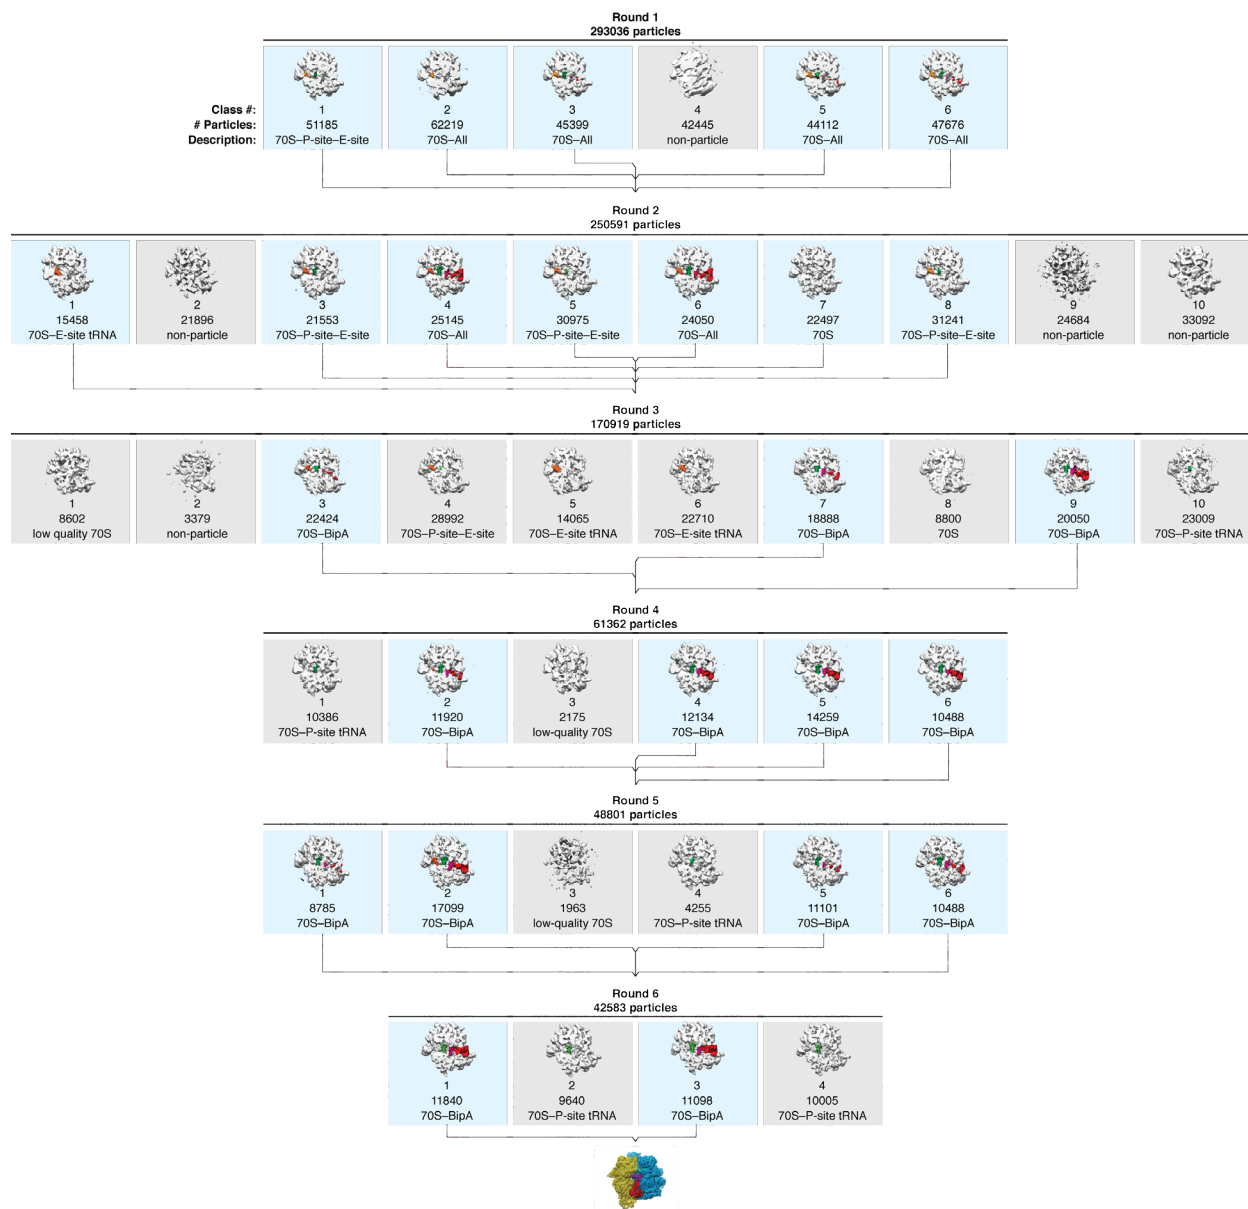 Round 1
293036 particles
Class #: 1 2 3 4 5 6
# Particles: 51185 62219 45399 42445 44112 47676
Description: 70S–P-site–E-site 70S–All 70S–All non-particle 70S–All 70S–All
Round 2
250591 particles
1 2 3 4 5 6 7 8 9 10
15458 21896 21553 25145 30975 24050 22497 31241 24684 33092
70S–E-site tRNA non-particle 70S–P-site–E-site 70S–All 70S–P-site–E-site 70S–All 70S 70S–P-site–E-site non-particle non-particle
Round 3
170919 particles
1 2 3 4 5 6 7 8 9 10
8602 3379 22424 28992 14065 22710 18888 8800 20050 23009
low quality 70S non-particle 70S–BipA 70S–P-site–E-site 70S–E-site tRNA 70S–E-site tRNA 70S–BipA 70S 70S–BipA 70S–P-site tRNA
Round 4
61362 particles
1 2 3 4 5 6
10386 11920 2175 12134 14259 10488
70S–P-site tRNA 70S–BipA low-quality 70S 70S–BipA 70S–BipA 70S–BipA
Round 5
48801 particles
1 2 3 4 5 6
8785 17099 1963 4255 11101 10488
70S–BipA 70S–BipA low-quality 70S 70S–P-site tRNA 70S–BipA 70S–BipA
Round 6
42583 particles
1 2 3 4
11840 9640 11098 10005
70S–BipA 70S–P-site tRNA 70S–BipA 70S–P-site tRNA